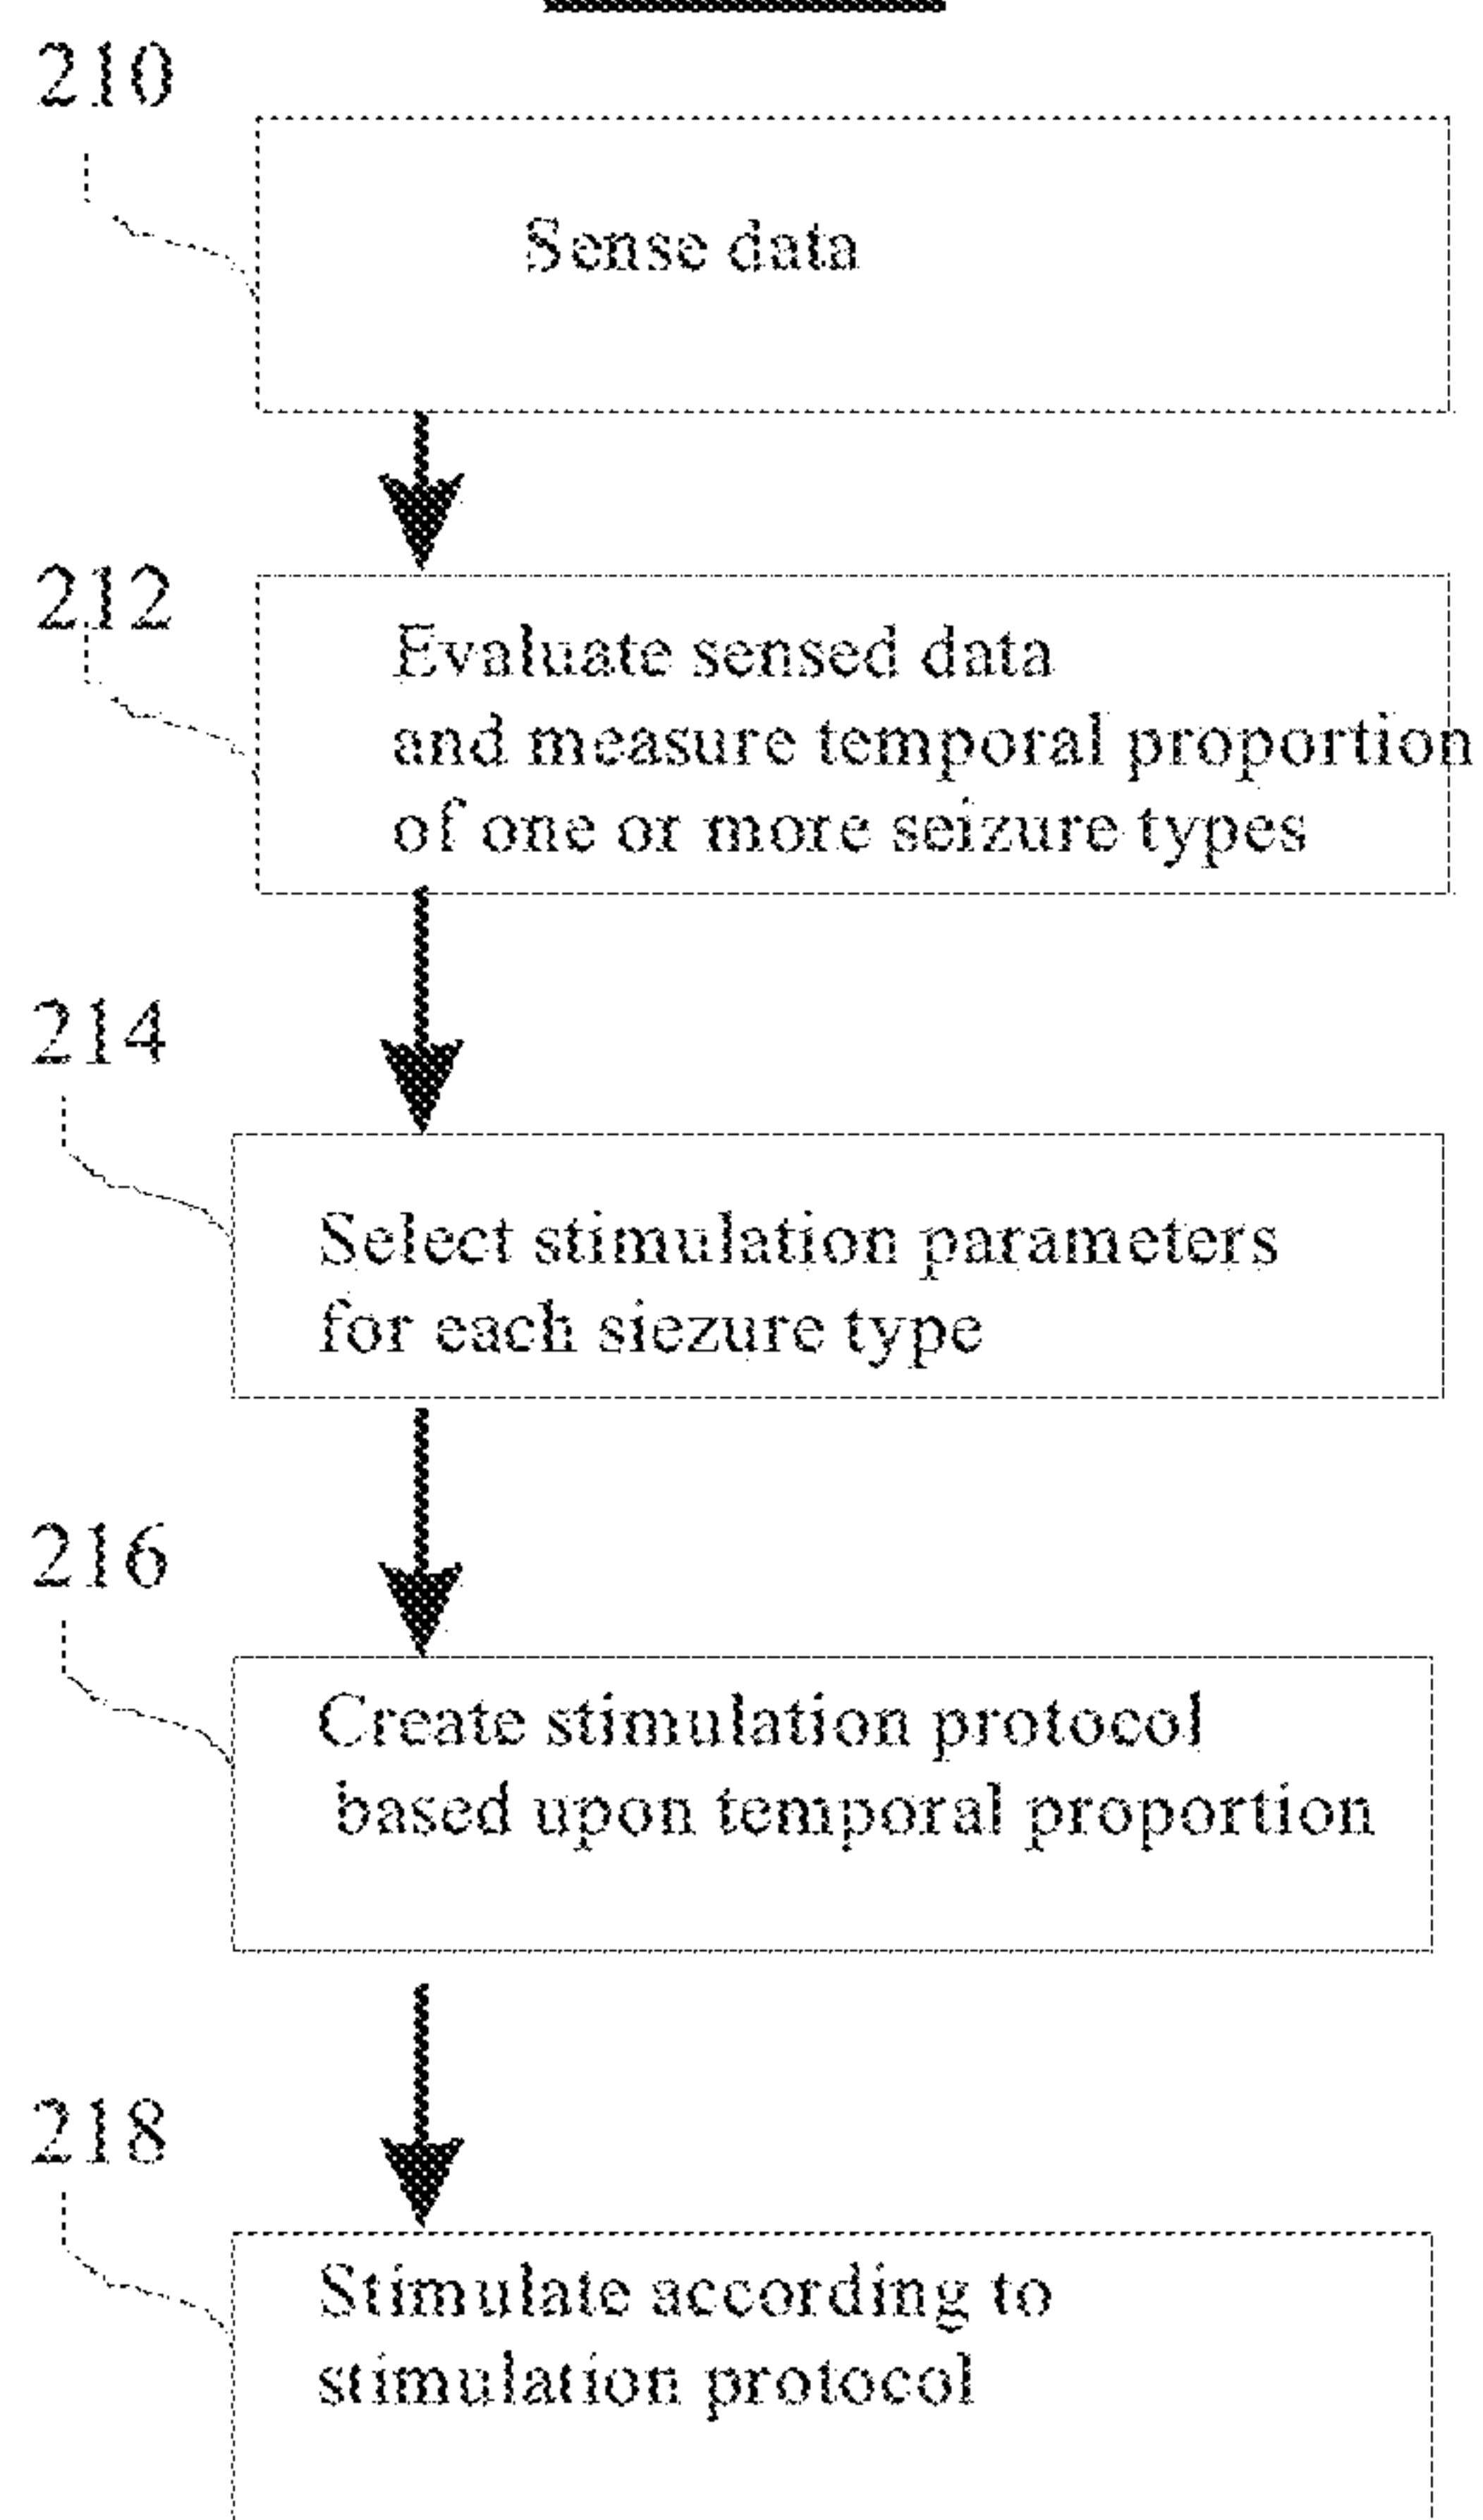 210
Sense data
212
Evaluate sensed data
and measure temporal proportion
of one or more seizure types
214
Select stimulation parameters
for each siezure type
216
Create stimulation protocol
based upon temporal proportion
218
Stimulate according to
stimulation protocol